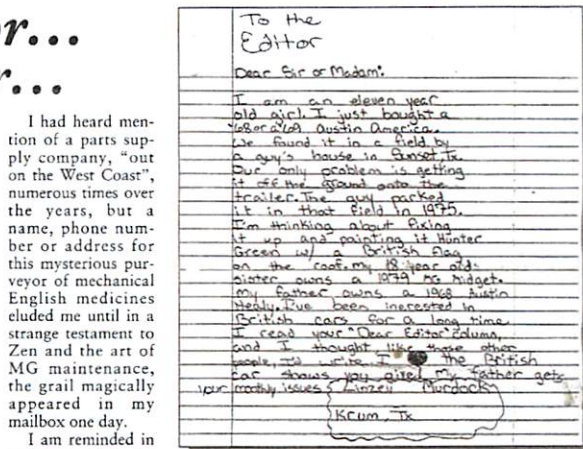 r...
r...
I had heard men-
tion of a parts sup-
ply company, "out
on the West Coast",
numerous times over
the years, but a
name, phone num-
ber or address for
this mysterious pur-
veyor of mechanical
English medicines
eluded me until in a
strange testament to
Zen and the art of
MG maintenance,
the grail magically
appeared in my
mailbox one day.
I am reminded in
To the
Editor
Dear Sir or Madam:
I am an eleven year
old girl. I just bought a
'68 or a '69 Austin America.
We found it in a field by
a guy's house in Sunset, Tx.
Our only problem is getting
it off the ground onto the
trailer. The guy parked
it in that field in 1975.
I'm thinking about fixing
it up and painting it Hunter
Green w/ a British flag
on the roof. my 18 year old
sister owns a 1979 MG Midget.
my father owns a 1968 Austin
Healy. I've been interested in
British cars for a long time
I read your "Dear Editor" column,
and I thought like those other
people, I'd write. I ♥ the British
car shows you My father gets
your monthly issues. Linzey Murdock
Krum, Tx